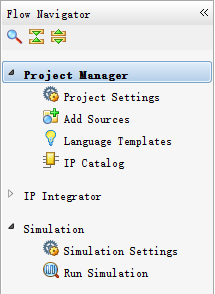 Flow Navigator
Project Manager
Project Settings
Add Sources
Language Templates
IP Catalog
IP Integrator
Simulation
Simulation Settings
Run Simulation